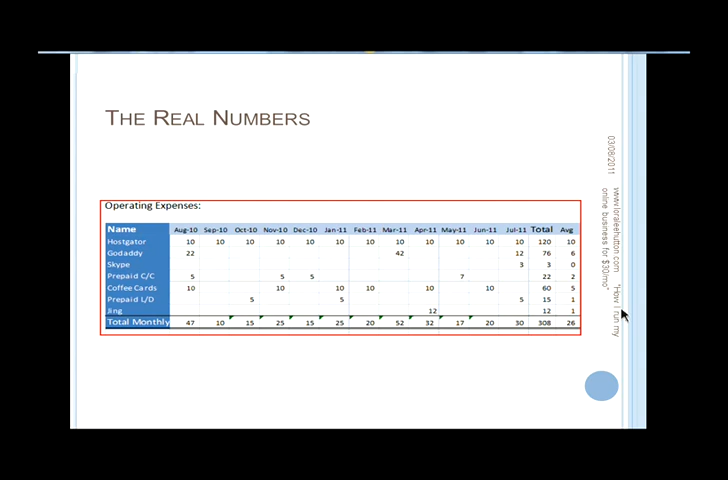 THE REAL NUMBERS
Operating Expenses:
Name Aug-10 Sep-10 Oct-10 Nov-10 Dec-10 Jan-11 Feb-11 Mar-11 Apr-11 May-11 Jun-11 Jul-11 Total Avg
Hostgator 10 10 10 10 10 10 10 10 10 10 10 10 120 10
Godaddy 22 42 12 76 6
Skype 3 3 0
Prepaid C/C 5 5 5 7 22 2
Coffee Cards 10 10 10 10 10 10 60 5
Prepaid L/D 5 5 5 15 1
Jing 12 12 1
Total Monthly 47 10 15 25 15 25 20 52 32 17 20 30 308 26
03/08/2011
www.loraleehutton.com "How I run my
online business for $30/mo"